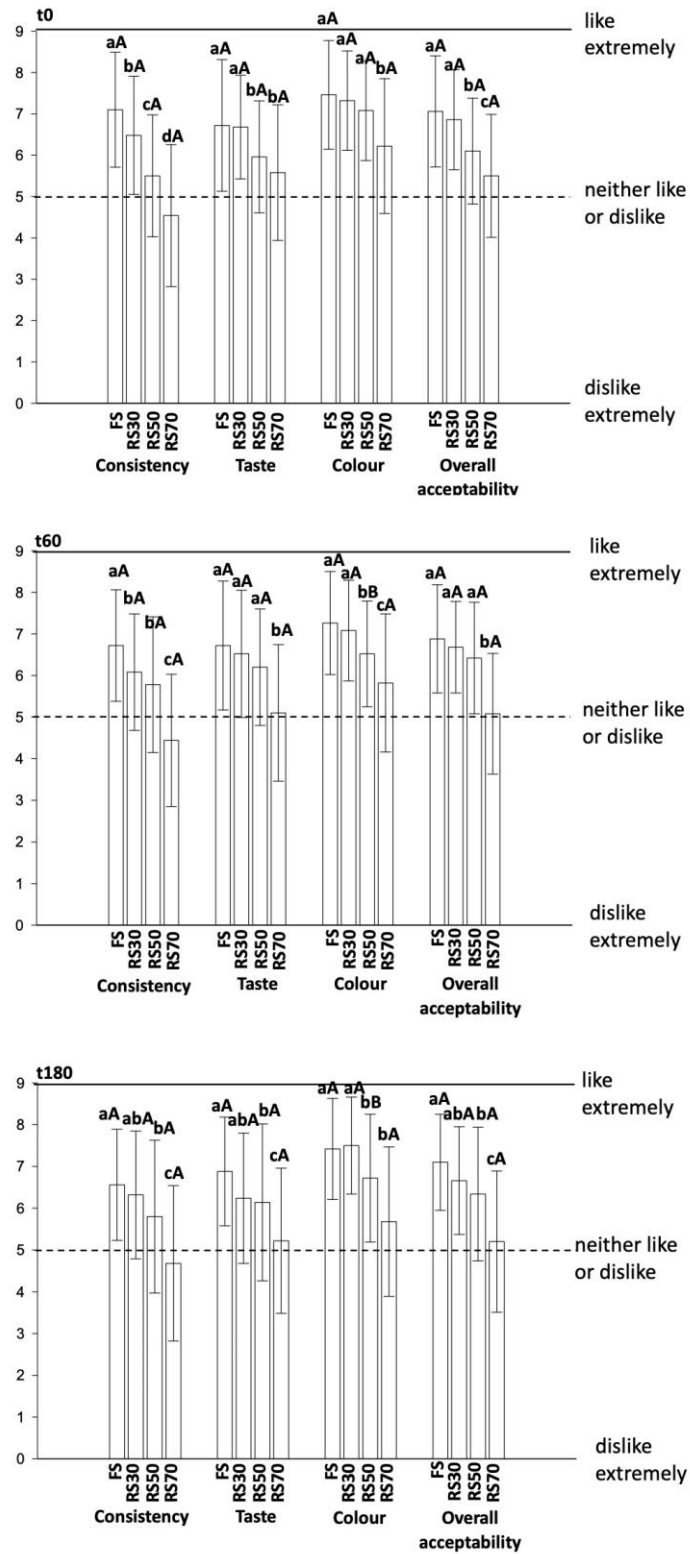 t0
like
extremely
9
8
7
6
5
4
3
2
1
0
aA
bA
cA
dA
aA
aA
bA
bA
aA
aA
aA
bA
aA
aA
bA
cA
neither like
or dislike
dislike
extremely
FS
RS30
RS50
RS70
FS
RS30
RS50
RS70
FS
RS30
RS50
RS70
FS
RS30
RS50
RS70
Consistency
Taste
Colour
Overall
acceptability
t60
like
extremely
9
8
7
6
5
4
3
2
1
0
aA
bA
bA
cA
aA
aA
aA
bA
aA
aA
bB
cA
aA
aA
aA
bA
neither like
or dislike
dislike
extremely
FS
RS30
RS50
RS70
FS
RS30
RS50
RS70
FS
RS30
RS50
RS70
FS
RS30
RS50
RS70
Consistency
Taste
Colour
Overall
acceptability
t180
like
extremely
9
8
7
6
5
4
3
2
1
0
aA
abA
bA
cA
aA
abA
bA
cA
aA
aA
bB
bA
aA
abA
bA
cA
neither like
or dislike
dislike
extremely
FS
RS30
RS50
RS70
FS
RS30
RS50
RS70
FS
RS30
RS50
RS70
FS
RS30
RS50
RS70
Consistency
Taste
Colour
Overall
acceptability